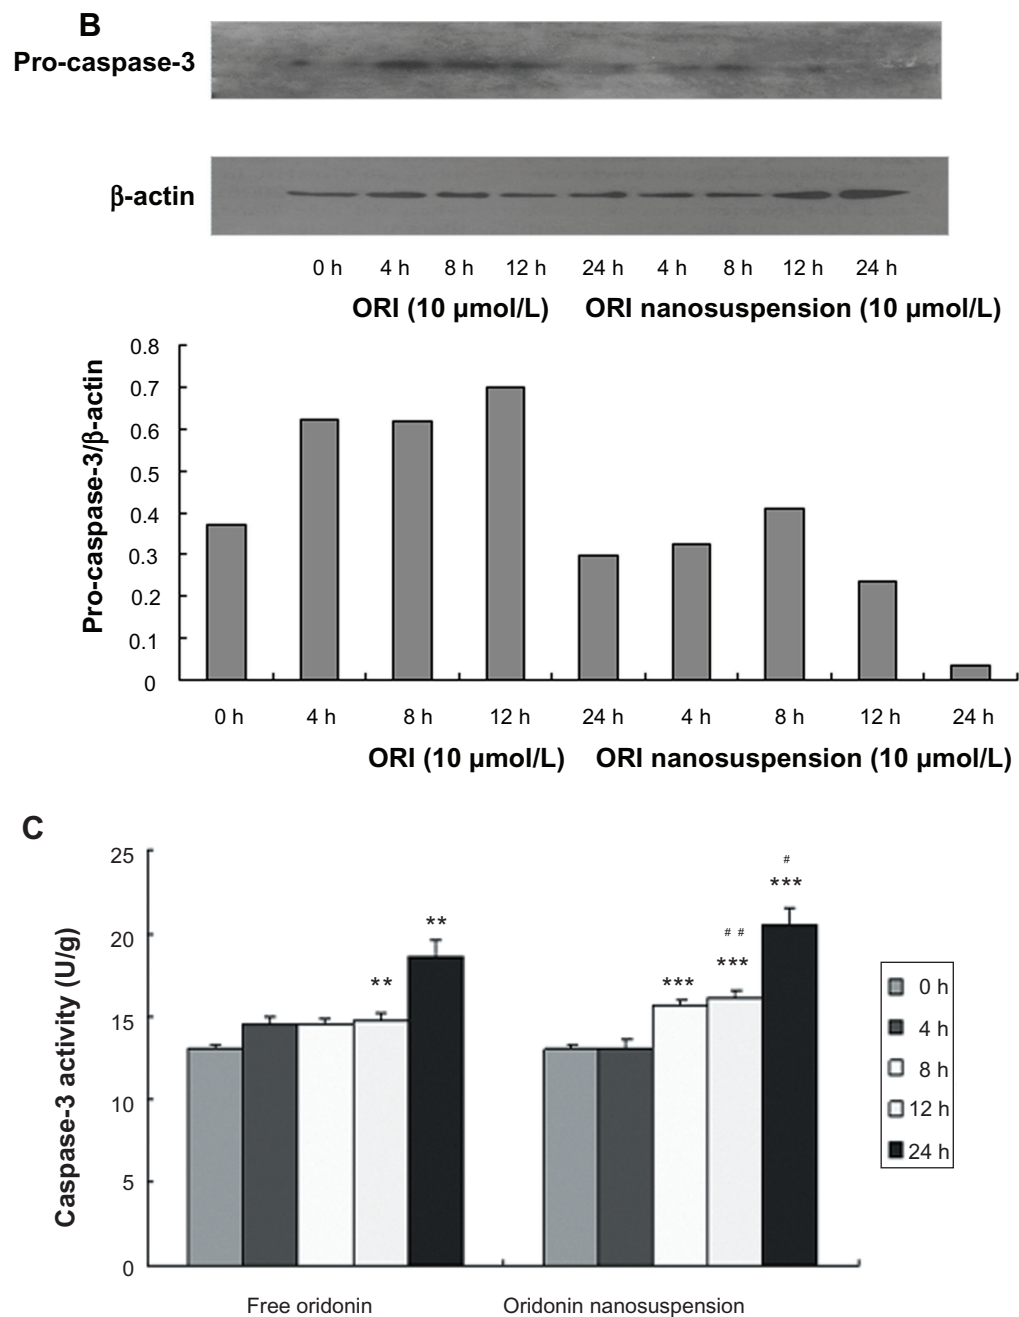 B
Pro-caspase-3
β-actin
0 h 4 h 8 h 12 h 24 h 4 h 8 h 12 h 24 h
ORI (10 µmol/L) ORI nanosuspension (10 µmol/L)
Pro-caspase-3/β-actin
0.8
0.7
0.6
0.5
0.4
0.3
0.2
0.1
0
0 h 4 h 8 h 12 h 24 h 4 h 8 h 12 h 24 h
ORI (10 µmol/L) ORI nanosuspension (10 µmol/L)
C
Caspase-3 activity (U/g)
25
20
15
10
5
0
**
**
***
# #
***
#
***
0 h
4 h
8 h
12 h
24 h
Free oridonin Oridonin nanosuspension